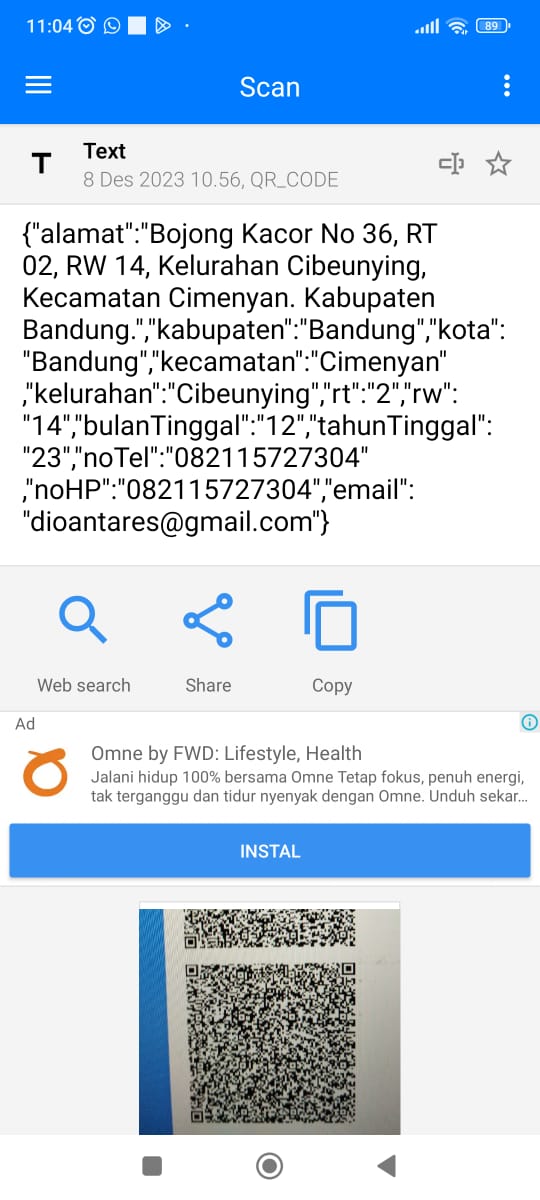 11:04
89
Scan
T
Text
8 Des 2023 10.56, QR_CODE
{"alamat":"Bojong Kacor No 36, RT
02, RW 14, Kelurahan Cibeunying,
Kecamatan Cimenyan. Kabupaten
Bandung.","kabupaten":"Bandung","kota":
"Bandung","kecamatan":"Cimenyan"
,"kelurahan":"Cibeunying","rt":"2","rw":
"14","bulanTinggal":"12","tahunTinggal":
"23","noTel":"082115727304"
,"noHP":"082115727304","email":
"dioantares@gmail.com"}
Web search
Share
Copy
Ad
Omne by FWD: Lifestyle, Health
Jalani hidup 100% bersama Omne Tetap fokus, penuh energi,
tak terganggu dan tidur nyenyak dengan Omne. Unduh sekar...
INSTAL